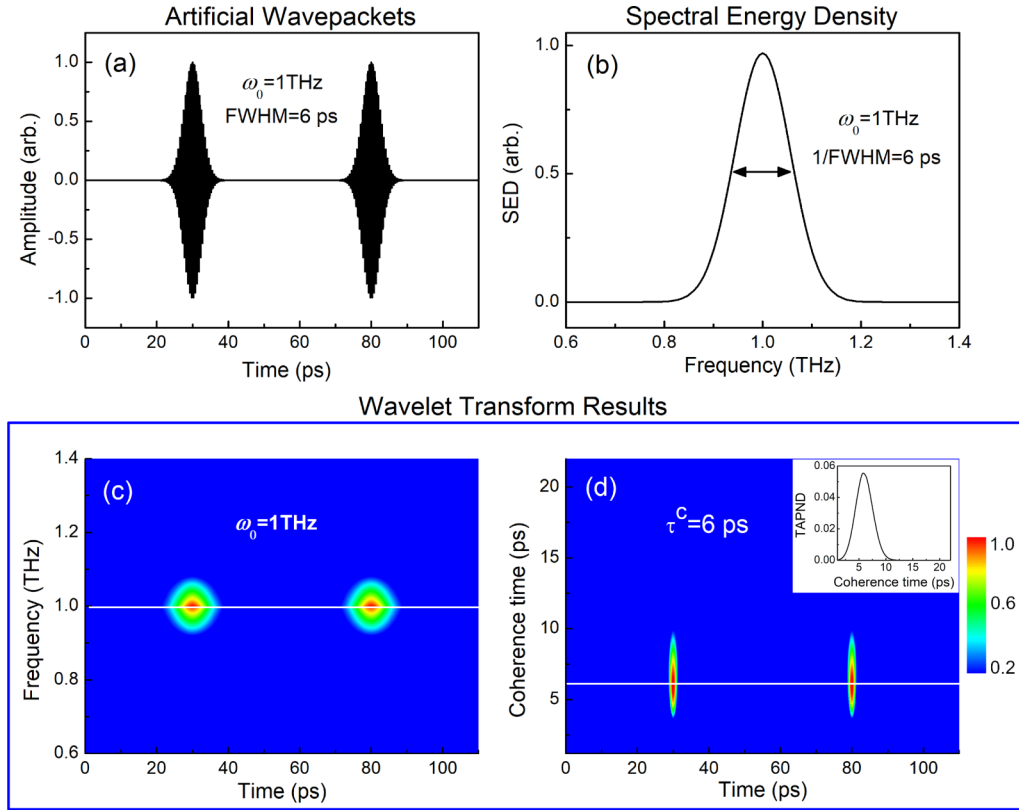 Artificial Wavepackets
Spectral Energy Density
(a)
ω0=1THz
FWHM=6 ps
Amplitude (arb.)
1.0
0.5
0.0
-0.5
-1.0
0 20 40 60 80 100
Time (ps)
(b)
ω0=1THz
1/FWHM=6 ps
SED (arb.)
1.0
0.5
0.0
0.6 0.8 1.0 1.2 1.4
Frequency (THz)
Wavelet Transform Results
(c)
ω0=1THz
Frequency (THz)
1.4
1.2
1.0
0.8
0.6
0 20 40 60 80 100
Time (ps)
(d)
τc=6 ps
Coherence time (ps)
20
15
10
5
0 20 40 60 80 100
Time (ps)
TAPND
0.06
0.04
0.02
0.00
5 10 15 20
Coherence time (ps)
1.0
0.8
0.6
0.4
0.2